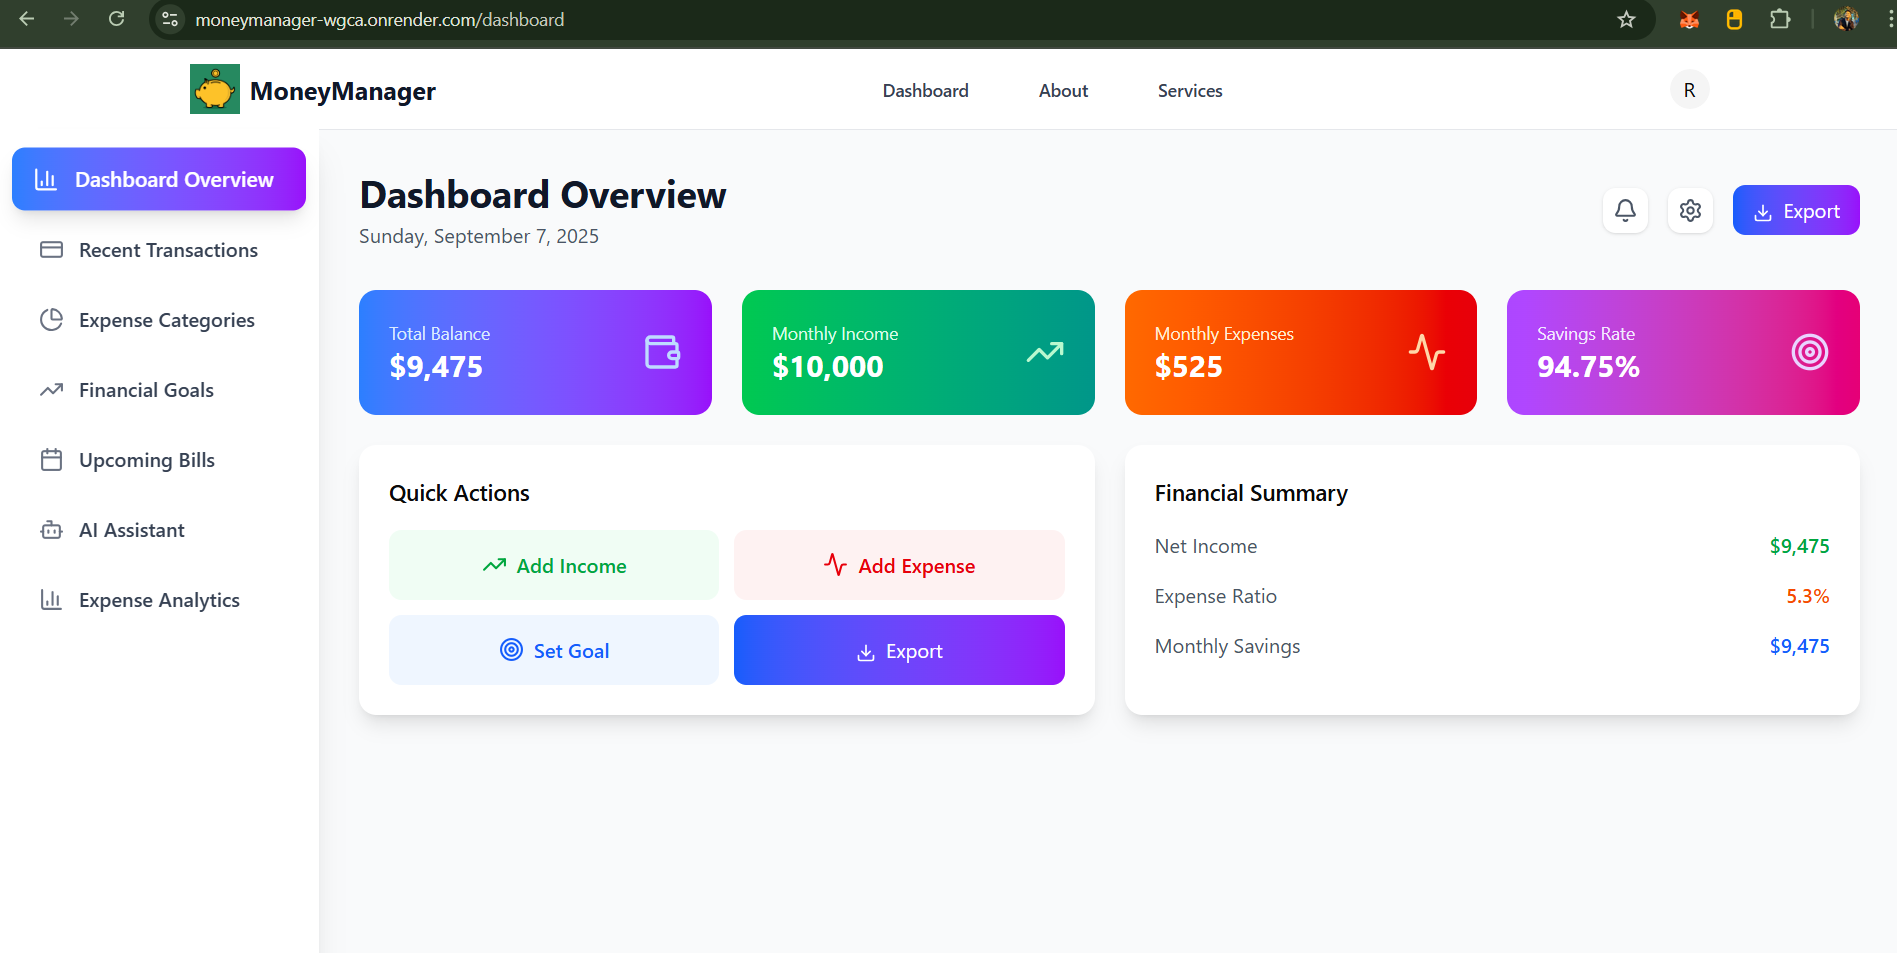 moneymanager-wgca.onrender.com/dashboard
MoneyManager
Dashboard
About
Services
R
Dashboard Overview
Recent Transactions
Expense Categories
Financial Goals
Upcoming Bills
AI Assistant
Expense Analytics
Dashboard Overview
Sunday, September 7, 2025
Export
Total Balance
$9,475
Monthly Income
$10,000
Monthly Expenses
$525
Savings Rate
94.75%
Quick Actions
Add Income
Add Expense
Set Goal
Export
Financial Summary
Net Income $9,475
Expense Ratio 5.3%
Monthly Savings $9,475